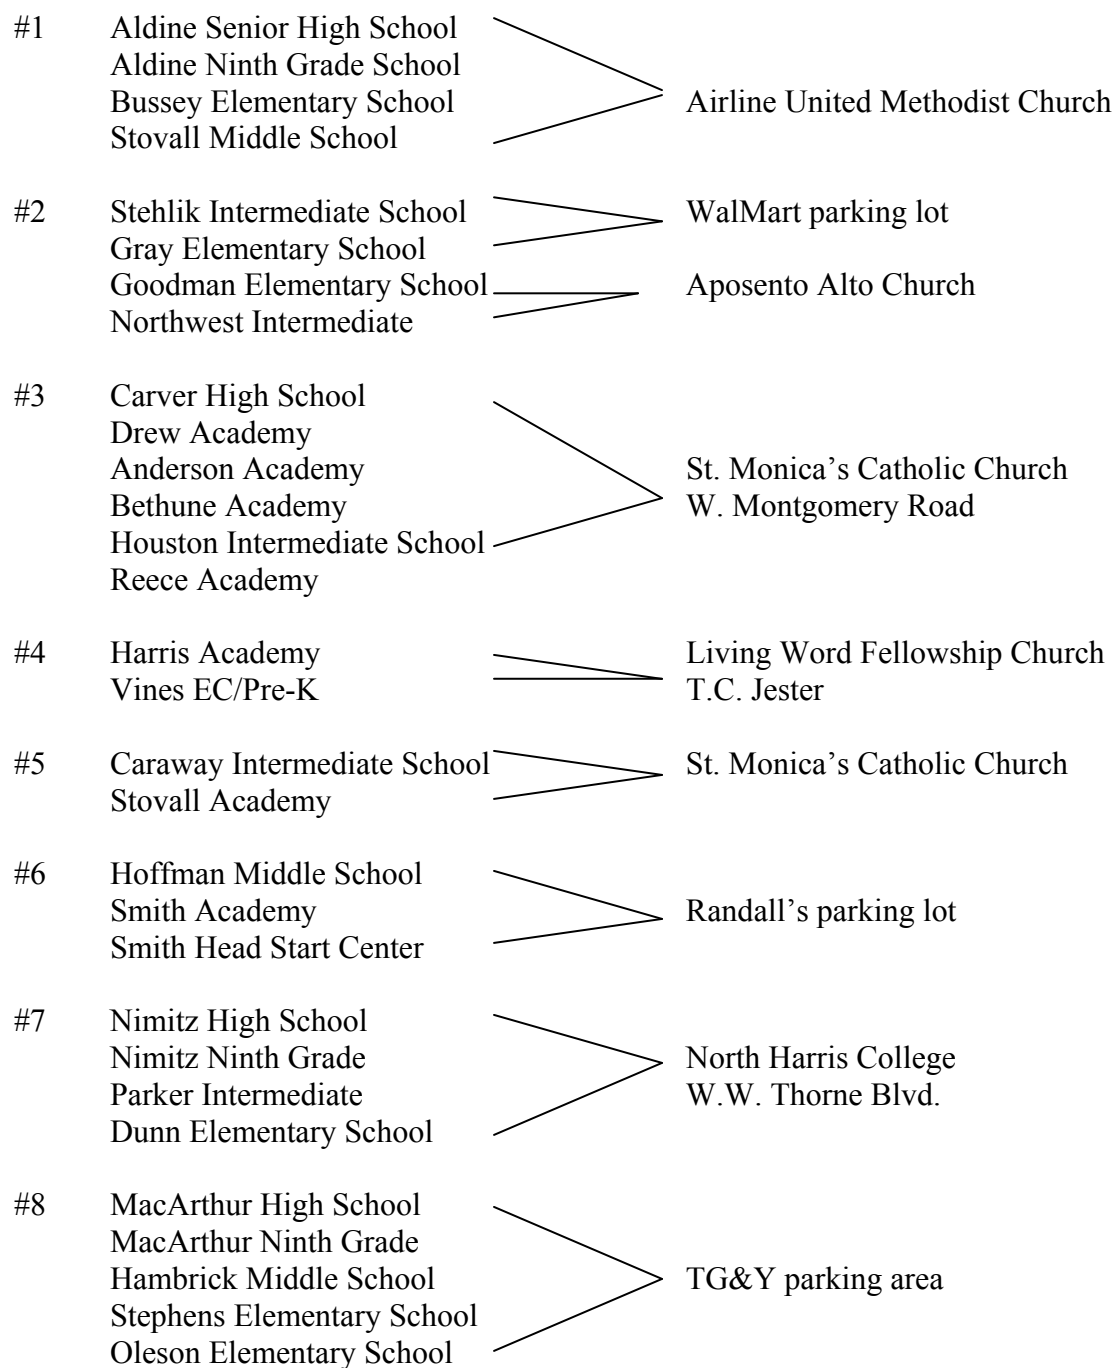 #1 Aldine Senior High School
Aldine Ninth Grade School
Bussey Elementary School Airline United Methodist Church
Stovall Middle School
#2 Stehlik Intermediate School WalMart parking lot
Gray Elementary School
Goodman Elementary School Aposento Alto Church
Northwest Intermediate
#3 Carver High School
Drew Academy
Anderson Academy St. Monica’s Catholic Church
Bethune Academy W. Montgomery Road
Houston Intermediate School
Reece Academy
#4 Harris Academy Living Word Fellowship Church
Vines EC/Pre-K T.C. Jester
#5 Caraway Intermediate School St. Monica’s Catholic Church
Stovall Academy
#6 Hoffman Middle School
Smith Academy Randall’s parking lot
Smith Head Start Center
#7 Nimitz High School
Nimitz Ninth Grade North Harris College
Parker Intermediate W.W. Thorne Blvd.
Dunn Elementary School
#8 MacArthur High School
MacArthur Ninth Grade
Hambrick Middle School TG&Y parking area
Stephens Elementary School
Oleson Elementary School